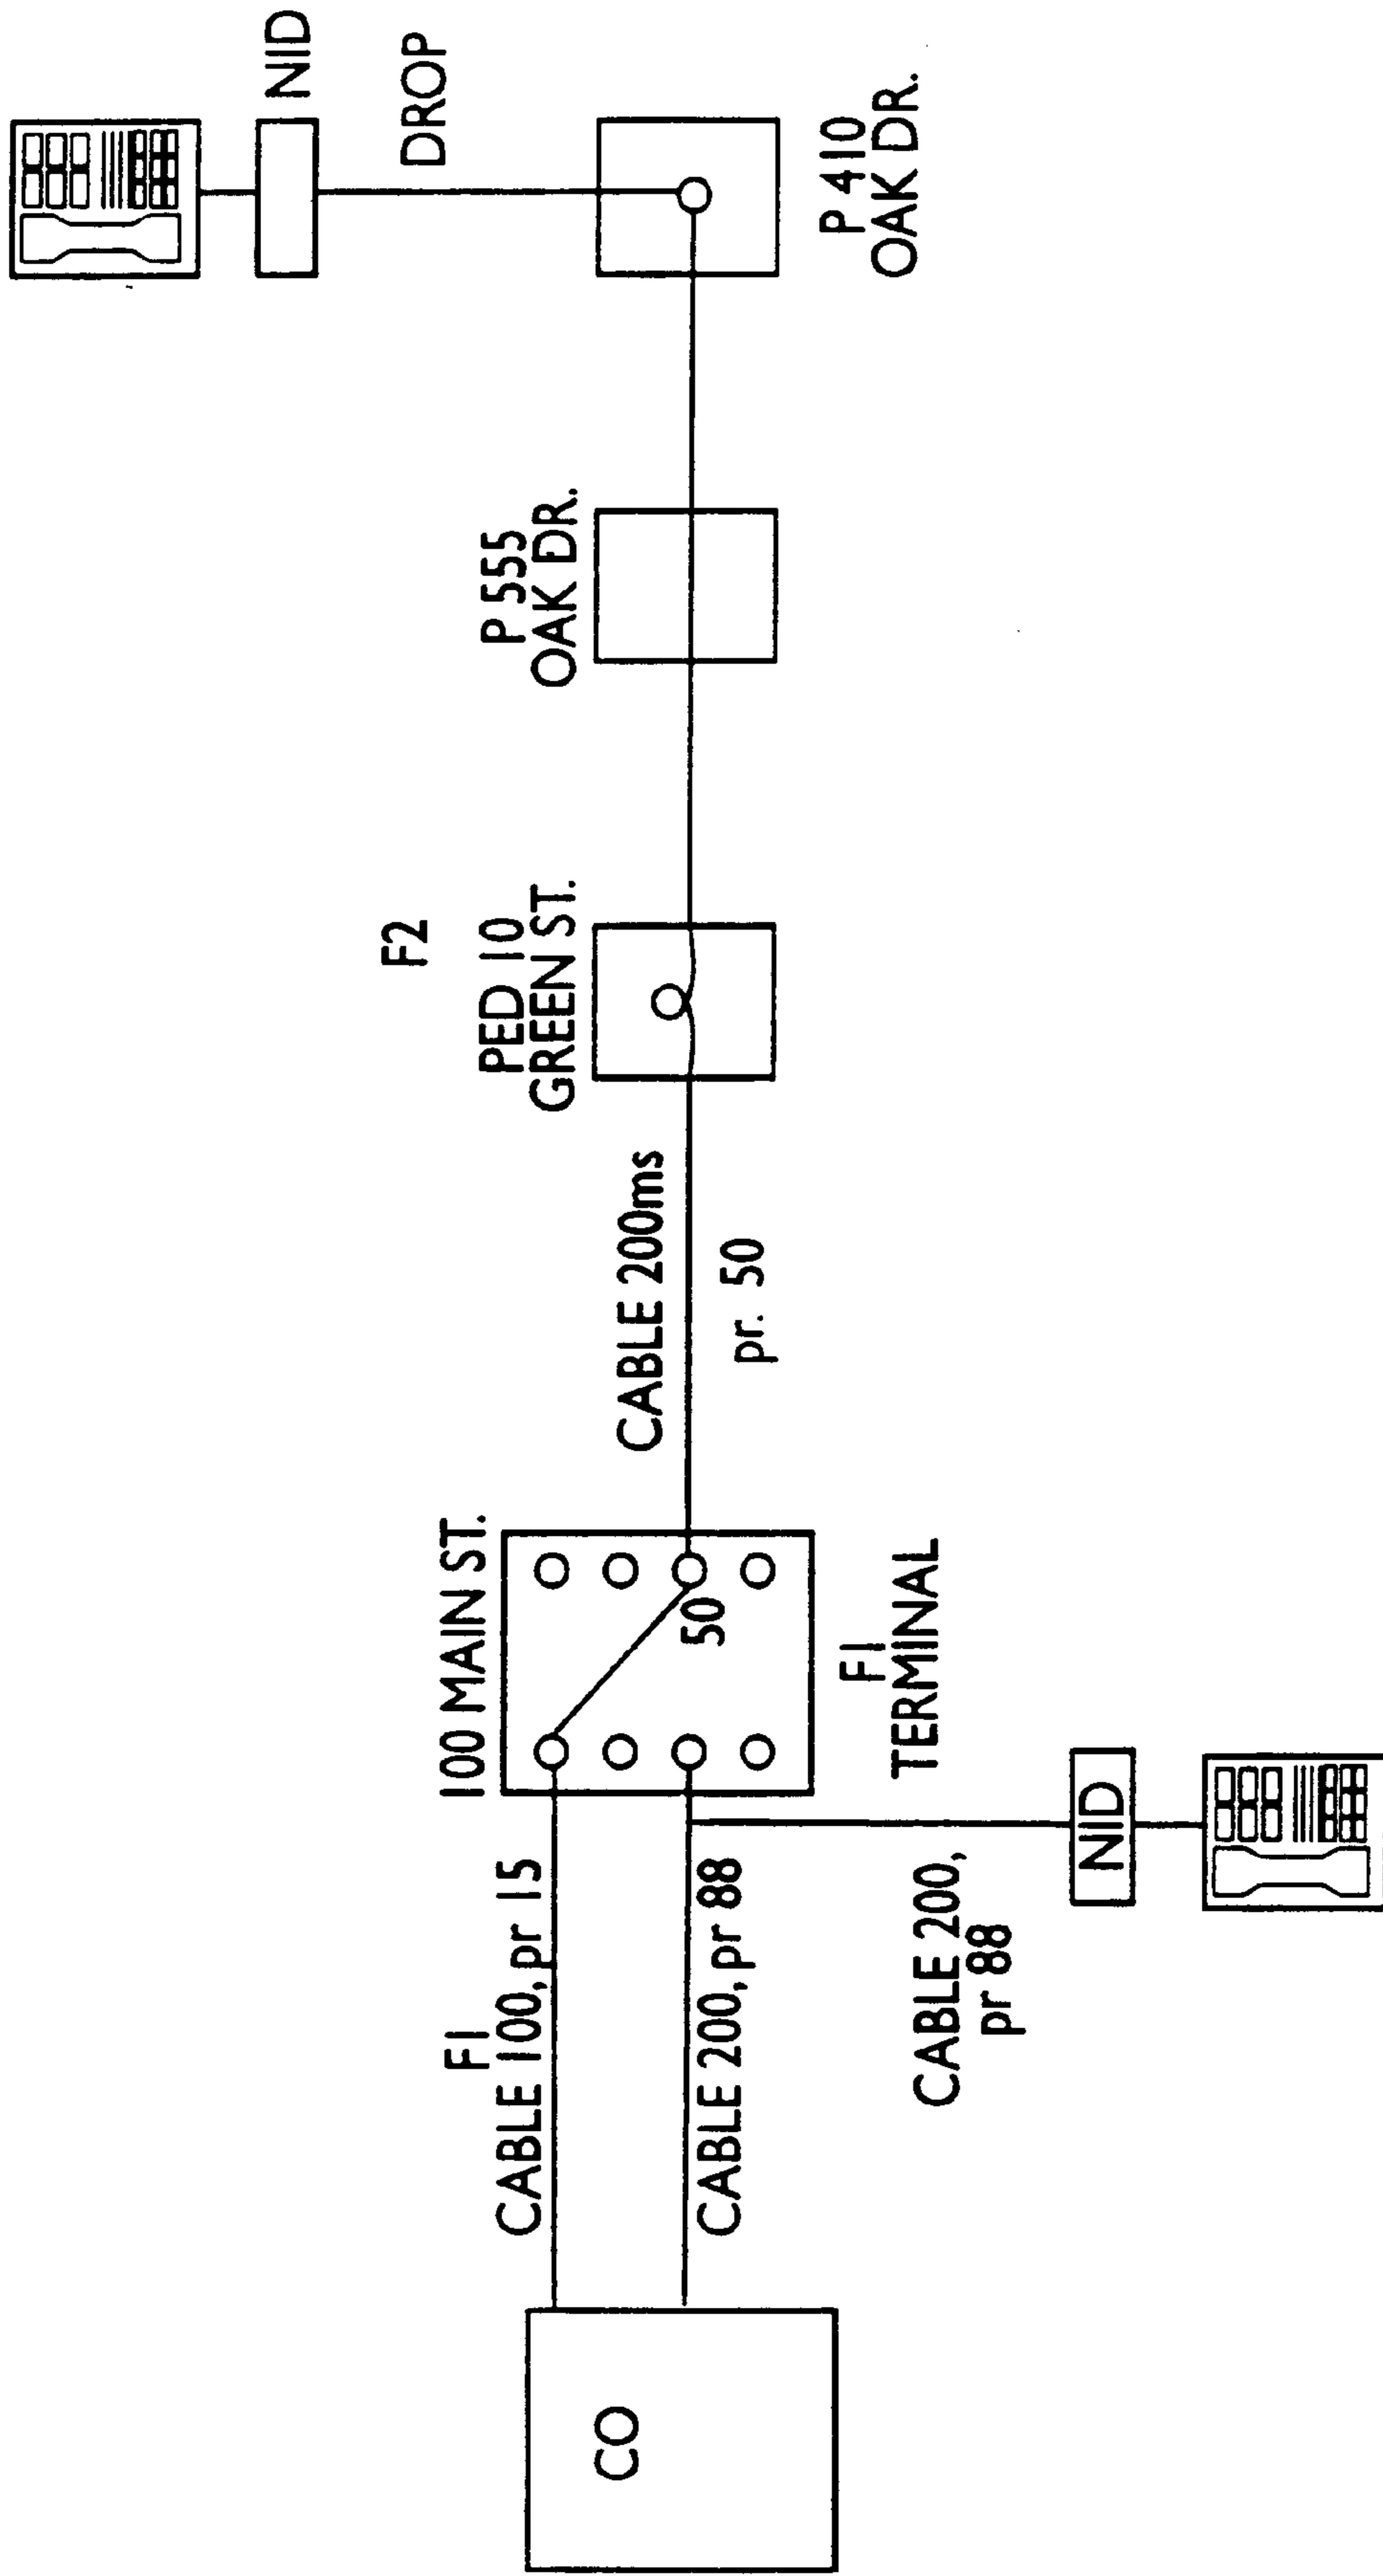 CO
F1
CABLE 100, pr 15
CABLE 200, pr 88
CABLE 200,
pr 88
NID
100 MAIN ST.
50
F1
TERMINAL
CABLE 200ms
pr. 50
F2
PED 10
GREEN ST.
P 555
OAK DR.
P 410
OAK DR.
DROP
NID